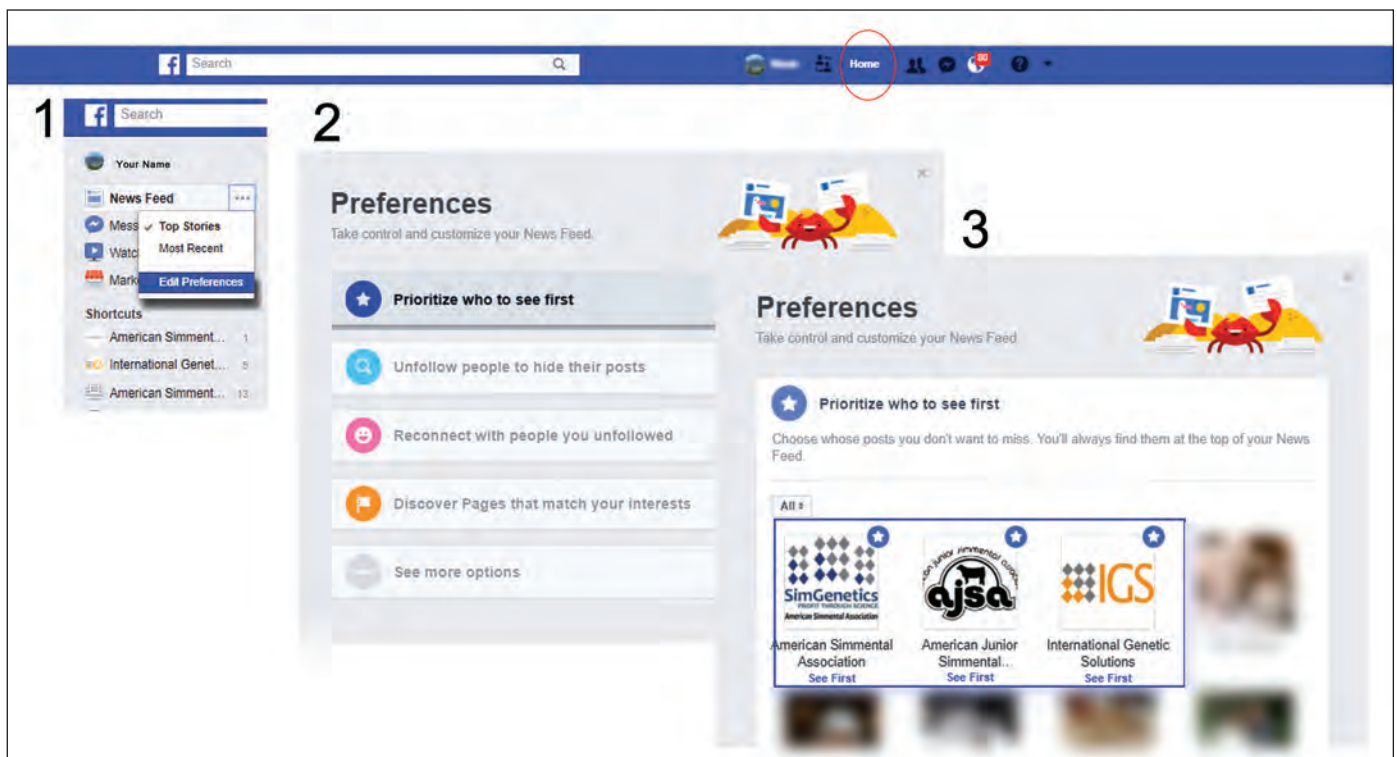 Search
Home
80
1
Search
Your Name
News Feed
Mess
Top Stories
Watc
Most Recent
Mark
Edit Preferences
Shortcuts
American Simment... 1
International Genet...
American Simment... 13
2
Preferences
Take control and customize your News Feed.
Prioritize who to see first
Unfollow people to hide their posts
Reconnect with people you unfollowed
Discover Pages that match your interests
See more options
3
Preferences
Take control and customize your News Feed
Prioritize who to see first
Choose whose posts you don't want to miss. You'll always find them at the top of your News
Feed.
All
SimGenetics
PROFIT THROUGH SCIENCE
American Simmental Association
American Simmental
Association
See First
junior simmental
ajsa
American Junior
Simmental...
See First
IGS
International Genetic
Solutions
See First